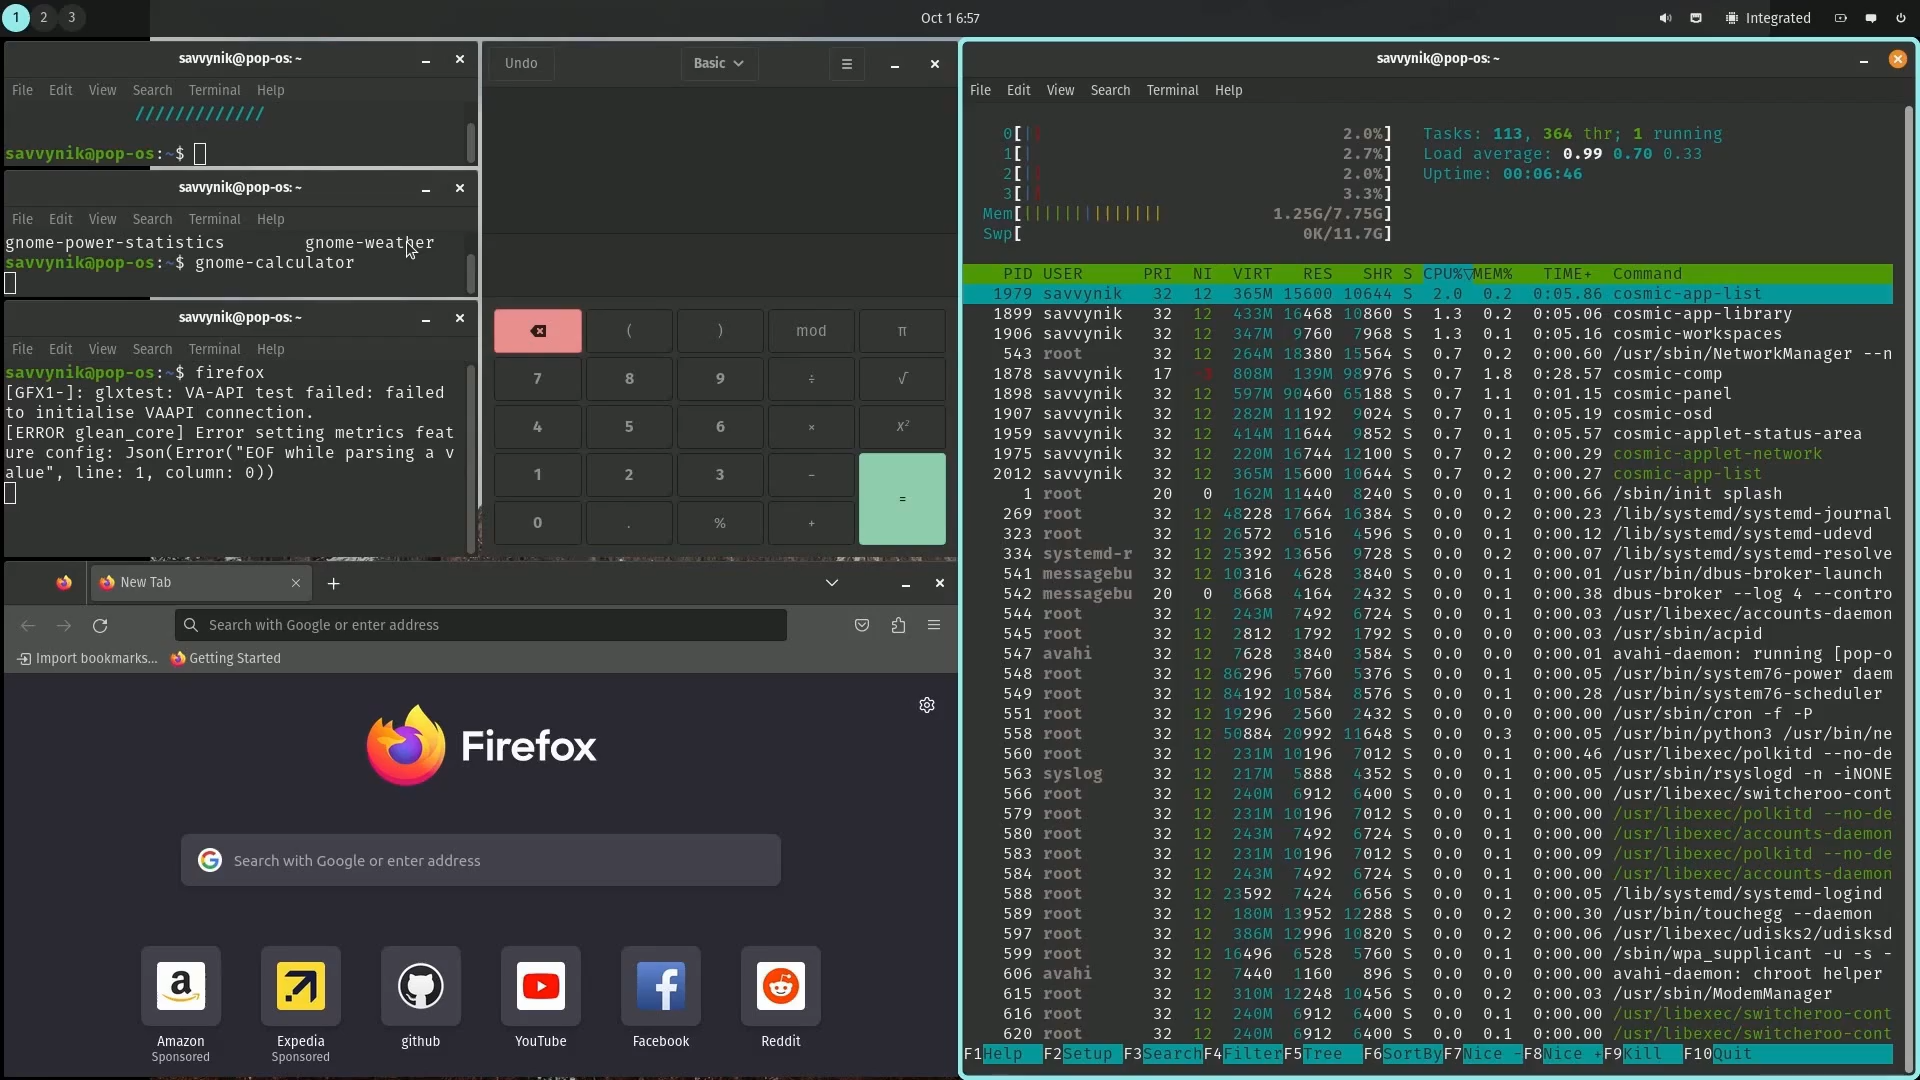 1 2 3
Oct 1 6:57
Integrated
savvynik@pop-os: ~
File Edit View Search Terminal Help
/////////////
savvynik@pop-os:~$
savvynik@pop-os: ~
File Edit View Search Terminal Help
gnome-power-statistics gnome-weather
savvynik@pop-os:~$ gnome-calculator
savvynik@pop-os: ~
File Edit View Search Terminal Help
savvynik@pop-os:~$ firefox
[GFX1-]: glxtest: VA-API test failed: failed
to initialise VAAPI connection.
[ERROR glean_core] Error setting metrics feat
ure config: Json(Error("EOF while parsing a v
alue", line: 1, column: 0))
Undo Basic
( ) mod π
7 8 9 ÷ √
4 5 6 × x²
1 2 3 − =
0 . % +
New Tab
Search with Google or enter address
Import bookmarks... Getting Started
Firefox
Search with Google or enter address
Amazon Expedia github YouTube Facebook Reddit
Sponsored Sponsored
savvynik@pop-os: ~
File Edit View Search Terminal Help
0[|| 2.0%] Tasks: 113, 364 thr; 1 running
1[| 2.7%] Load average: 0.99 0.70 0.33
2[|| 2.0%] Uptime: 00:06:46
3[|| 3.3%]
Mem[|||||||||||||| 1.25G/7.75G]
Swp[ 0K/11.7G]
PID USER PRI NI VIRT RES SHR S CPU%▽MEM% TIME+ Command
1979 savvynik 32 12 365M 15600 10644 S 2.0 0.2 0:05.86 cosmic-app-list
1899 savvynik 32 12 433M 16468 10860 S 1.3 0.2 0:05.06 cosmic-app-library
1906 savvynik 32 12 347M 9760 7968 S 1.3 0.1 0:05.16 cosmic-workspaces
543 root 32 12 264M 18380 15564 S 0.7 0.2 0:00.60 /usr/sbin/NetworkManager --n
1878 savvynik 17 808M 139M 98976 S 0.7 1.8 0:28.57 cosmic-comp
1898 savvynik 32 12 597M 90460 65188 S 0.7 1.1 0:01.15 cosmic-panel
1907 savvynik 32 12 282M 11192 9024 S 0.7 0.1 0:05.19 cosmic-osd
1959 savvynik 32 12 414M 11644 9852 S 0.7 0.1 0:05.57 cosmic-applet-status-area
1975 savvynik 32 12 220M 16744 12100 S 0.7 0.2 0:00.29 cosmic-applet-network
2012 savvynik 32 12 365M 15600 10644 S 0.7 0.2 0:00.27 cosmic-app-list
1 root 20 0 162M 11440 8240 S 0.0 0.1 0:00.66 /sbin/init splash
269 root 32 12 48228 17664 16384 S 0.0 0.2 0:00.23 /lib/systemd/systemd-journal
323 root 32 12 26572 6516 4596 S 0.0 0.1 0:00.12 /lib/systemd/systemd-udevd
334 systemd-r 32 12 25392 13656 9728 S 0.0 0.2 0:00.07 /lib/systemd/systemd-resolve
541 messagebu 32 12 10316 4628 3840 S 0.0 0.1 0:00.01 /usr/bin/dbus-broker-launch
542 messagebu 20 0 8668 4164 2432 S 0.0 0.1 0:00.38 dbus-broker --log 4 --contro
544 root 32 12 243M 7492 6724 S 0.0 0.1 0:00.03 /usr/libexec/accounts-daemon
545 root 32 12 2812 1792 1792 S 0.0 0.0 0:00.03 /usr/sbin/acpid
547 avahi 32 12 7628 3840 3584 S 0.0 0.0 0:00.01 avahi-daemon: running [pop-o
548 root 32 12 86296 5760 5376 S 0.0 0.1 0:00.05 /usr/bin/system76-power daem
549 root 32 12 84192 10584 8576 S 0.0 0.1 0:00.28 /usr/bin/system76-scheduler
551 root 32 12 19296 2560 2432 S 0.0 0.0 0:00.00 /usr/sbin/cron -f -P
558 root 32 12 50884 20992 11648 S 0.0 0.3 0:00.05 /usr/bin/python3 /usr/bin/ne
560 root 32 12 231M 10196 7012 S 0.0 0.1 0:00.46 /usr/libexec/polkitd --no-de
563 syslog 32 12 217M 5888 4352 S 0.0 0.1 0:00.05 /usr/sbin/rsyslogd -n -iNONE
566 root 32 12 240M 6912 6400 S 0.0 0.1 0:00.00 /usr/libexec/switcheroo-cont
579 root 32 12 231M 10196 7012 S 0.0 0.1 0:00.00 /usr/libexec/polkitd --no-de
580 root 32 12 243M 7492 6724 S 0.0 0.1 0:00.00 /usr/libexec/accounts-daemon
583 root 32 12 231M 10196 7012 S 0.0 0.1 0:00.09 /usr/libexec/polkitd --no-de
584 root 32 12 243M 7492 6724 S 0.0 0.1 0:00.00 /usr/libexec/accounts-daemon
588 root 32 12 23592 7424 6656 S 0.0 0.1 0:00.05 /lib/systemd/systemd-logind
589 root 32 12 180M 13952 12288 S 0.0 0.2 0:00.30 /usr/bin/touchegg --daemon
597 root 32 12 386M 12996 10820 S 0.0 0.2 0:00.06 /usr/libexec/udisks2/udisksd
599 root 32 12 16496 6528 5760 S 0.0 0.1 0:00.00 /sbin/wpa_supplicant -u -s -
606 avahi 32 12 7440 1160 896 S 0.0 0.0 0:00.00 avahi-daemon: chroot helper
615 root 32 12 310M 12248 10456 S 0.0 0.2 0:00.03 /usr/sbin/ModemManager
616 root 32 12 240M 6912 6400 S 0.0 0.1 0:00.00 /usr/libexec/switcheroo-cont
620 root 32 12 240M 6912 6400 S 0.0 0.1 0:00.00 /usr/libexec/switcheroo-cont
F1Help F2Setup F3SearchF4FilterF5Tree F6SortByF7Nice -F8Nice +F9Kill F10Quit